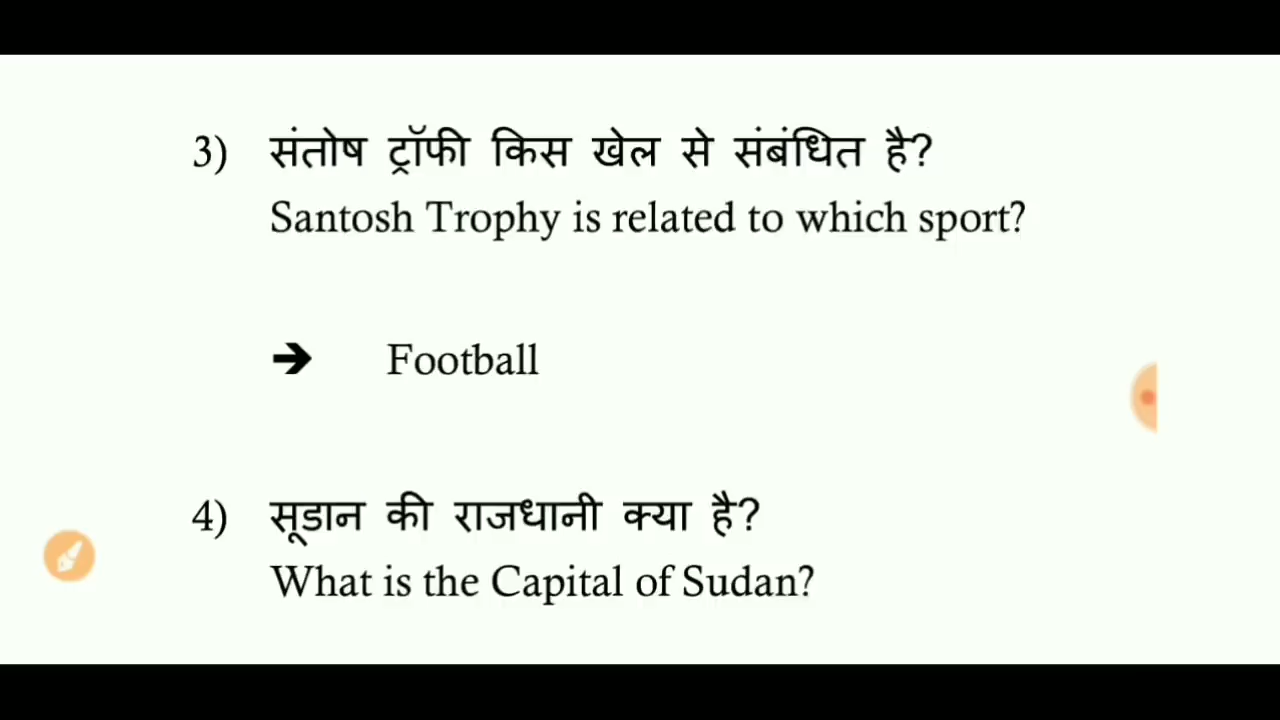 3) संतोष ट्रॉफी किस खेल से संबंधित है?
Santosh Trophy is related to which sport?
➔ Football
4) सूडान की राजधानी क्या है?
What is the Capital of Sudan?